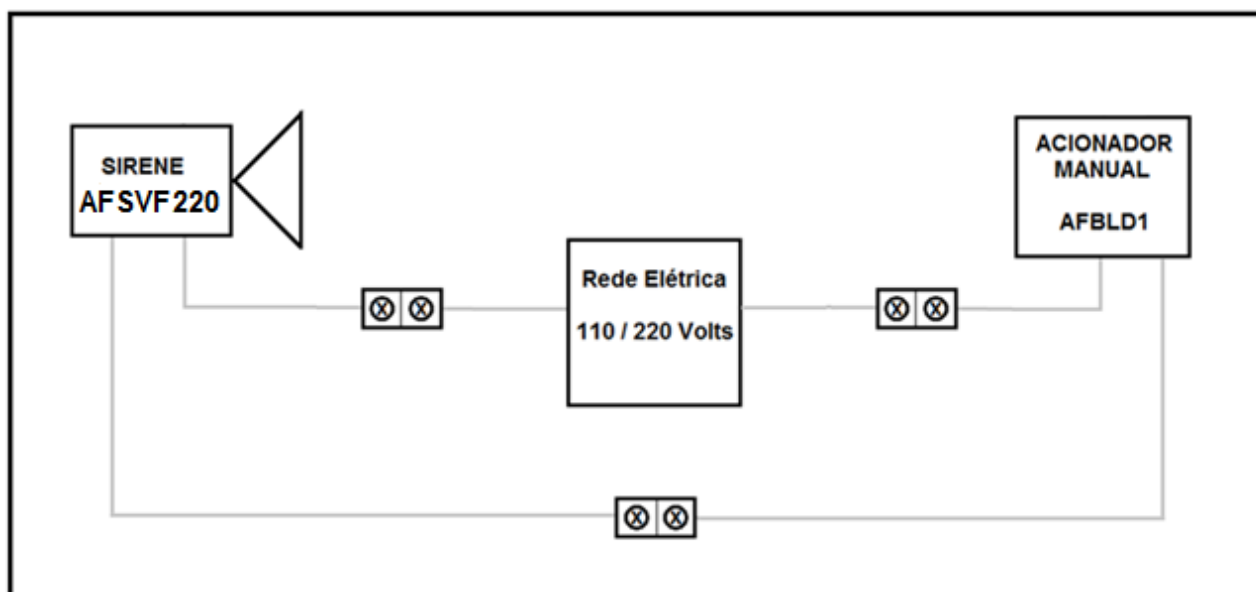 SIRENE
AFSVF220
Rede Elétrica
110 / 220 Volts
ACIONADOR
MANUAL
AFBLD1